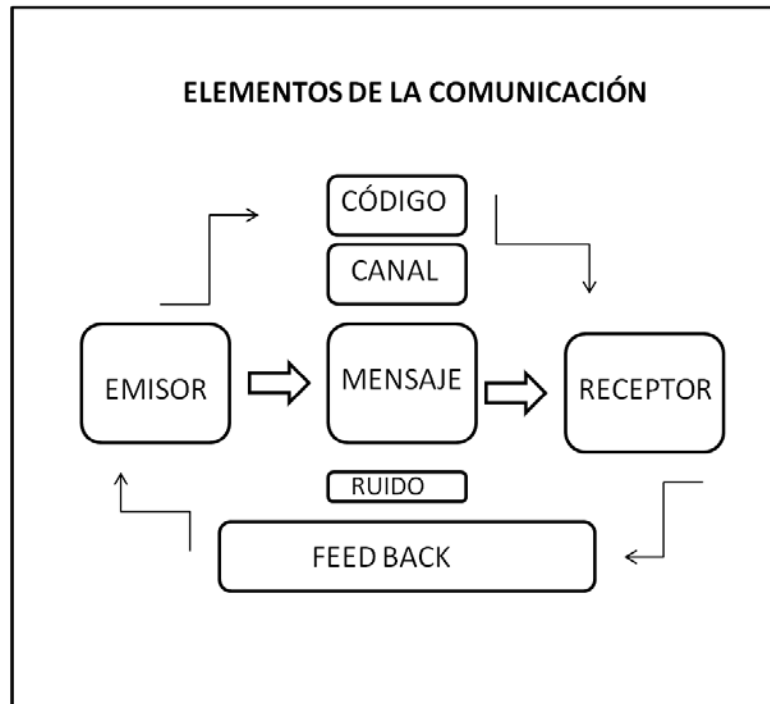 ELEMENTOS DE LA COMUNICACIÓN
CÓDIGO
CANAL
EMISOR
MENSAJE
RECEPTOR
RUIDO
FEED BACK